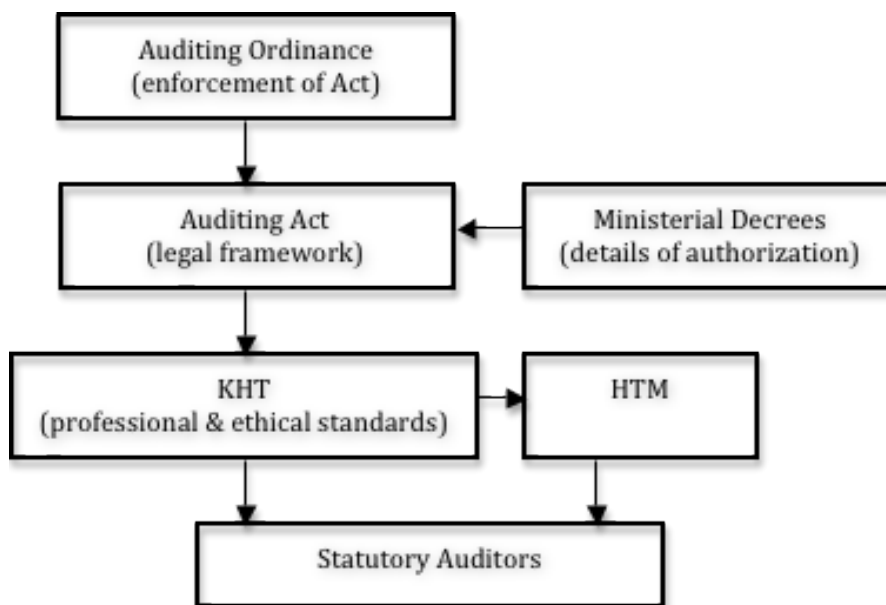 Auditing Ordinance
(enforcement of Act)
Auditing Act
(legal framework)
Ministerial Decrees
(details of authorization)
KHT
(professional & ethical standards)
HTM
Statutory Auditors